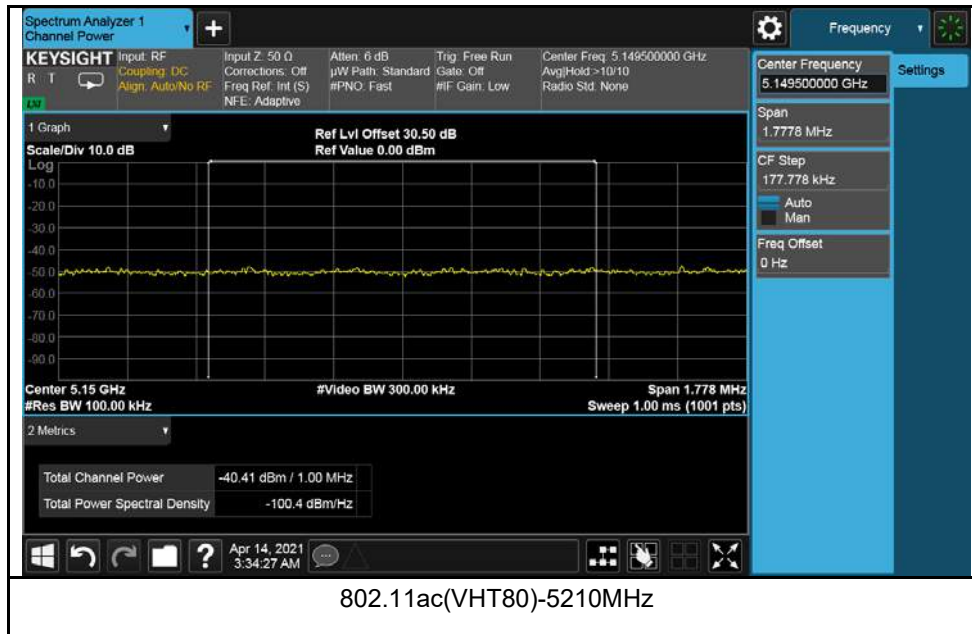 Spectrum Analyzer 1
Channel Power
Frequency
KEYSIGHT
R T
LXI
Input: RF
Coupling: DC
Align: Auto/No RF
Input Z: 50 Ω
Corrections: Off
Freq Ref: Int (S)
NFE: Adaptive
Atten: 6 dB
µW Path: Standard
#PNO: Fast
Trig: Free Run
Gate: Off
#IF Gain: Low
Center Freq: 5.149500000 GHz
Avg|Hold:>10/10
Radio Std: None
Center Frequency
5.149500000 GHz
Settings
Span
1.7778 MHz
CF Step
177.778 kHz
Auto
Man
Freq Offset
0 Hz
1 Graph
Scale/Div 10.0 dB
Ref Lvl Offset 30.50 dB
Ref Value 0.00 dBm
Log
-10.0
-20.0
-30.0
-40.0
-50.0
-60.0
-70.0
-80.0
-90.0
Center 5.15 GHz
#Res BW 100.00 kHz
#Video BW 300.00 kHz
Span 1.778 MHz
Sweep 1.00 ms (1001 pts)
2 Metrics
Total Channel Power -40.41 dBm / 1.00 MHz
Total Power Spectral Density -100.4 dBm/Hz
?
Apr 14, 2021
3:34:27 AM
802.11ac(VHT80)-5210MHz